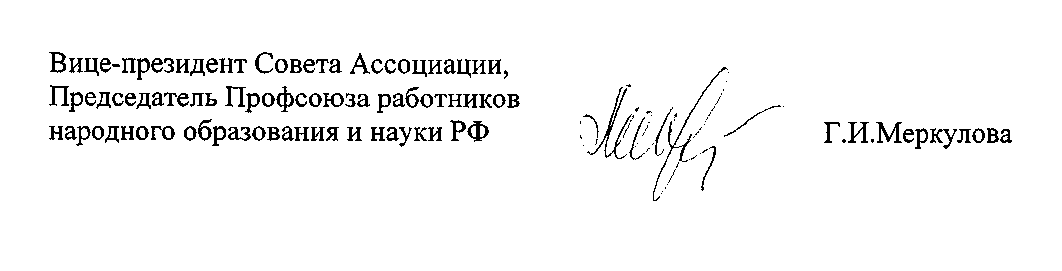 Вице-президент Совета Ассоциации,
Председатель Профсоюза работников
народного образования и науки РФ
Г.И.Меркулова